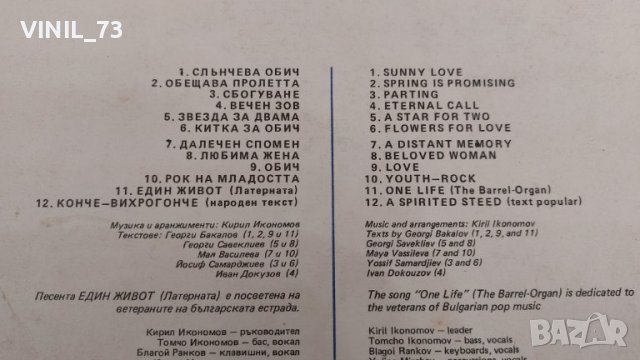 VINIL_73
1. СЛЪНЧЕВА ОБИЧ
2. ОБЕЩАВА ПРОЛЕТТА
3. СБОГУВАНЕ
4. ВЕЧЕН ЗОВ
5. ЗВЕЗДА ЗА ДВАМА
6. КИТКА ЗА ОБИЧ
7. ДАЛЕЧЕН СПОМЕН
8. ЛЮБИМА ЖЕНА
9. ОБИЧ
10. РОК НА МЛАДОСТТА
11. ЕДИН ЖИВОТ (Латерната)
12. КОНЧЕ–ВИХРОГОНЧЕ (народен текст)
Музика и аранжименти: Кирил Икономов
Текстове: Георги Бакалов (1, 2, 9 и 11)
Георги Савеклиев (5 и 8)
Мая Василева (7 и 10)
Йосиф Самарджиев (3 и 6)
Иван Докузов (4)
Песента ЕДИН ЖИВОТ (Латерната) е посветена на
ветераните на българската естрада.
Кирил Икономов – ръководител
Томчо Икономов – бас, вокал
Благой Ранков – клавишни, вокал
1. SUNNY LOVE
2. SPRING IS PROMISING
3. PARTING
4. ETERNAL CALL
5. A STAR FOR TWO
6. FLOWERS FOR LOVE
7. A DISTANT MEMORY
8. BELOVED WOMAN
9. LOVE
10. YOUTH–ROCK
11. ONE LIFE (The Barrel-Organ)
12. A SPIRITED STEED (text popular)
Music and arrangements: Kiril Ikonomov
Texts by Georgi Bakalov (1, 2, 9, and 11)
Georgi Savekliev (5 and 8)
Maya Vassileva (7 and 10)
Yossif Samardjiev (3 and 6)
Ivan Dokouzov (4)
The song "One Life" (The Barrel-Organ) is dedicated to
the veterans of Bulgarian pop music
Kiril Ikonomov – leader
Tomcho Ikonomov – bass, vocals
Blagoi Rankov – keyboards, vocals
BAZAR